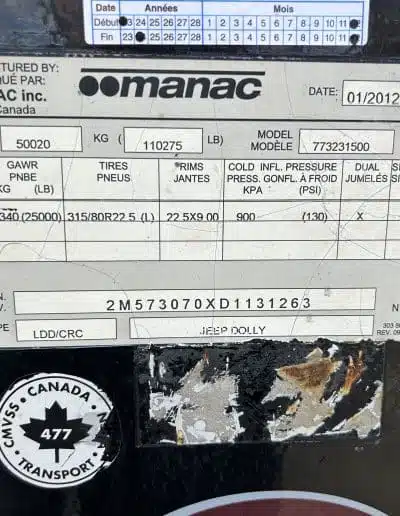 Date Années Mois
Début 23 24 25 26 27 28 1 2 3 4 5 6 7 8 9 10 11
Fin 23 25 26 27 28 1 2 3 4 5 6 7 8 9 10 11
TURED BY:
QUÉ PAR:
AC inc.
Canada
manac
DATE: 01/2012
50020 KG ( 110275 LB) MODEL MODÈLE 773231500
GAWR TIRES RIMS COLD INFL. PRESSURE DUAL
PNBE PNEUS JANTES PRESS. GONFL. À FROID JUMELÉS
KG (LB) KPA (PSI)
340 (25000) 315/80R22.5 (L) 22.5X9.00 900 (130) X
N.
V. 2M573070XD1131263 N
PE LDD/CRC JEEP DOLLY
CANADA
CMVSS
477
TRANSPORT